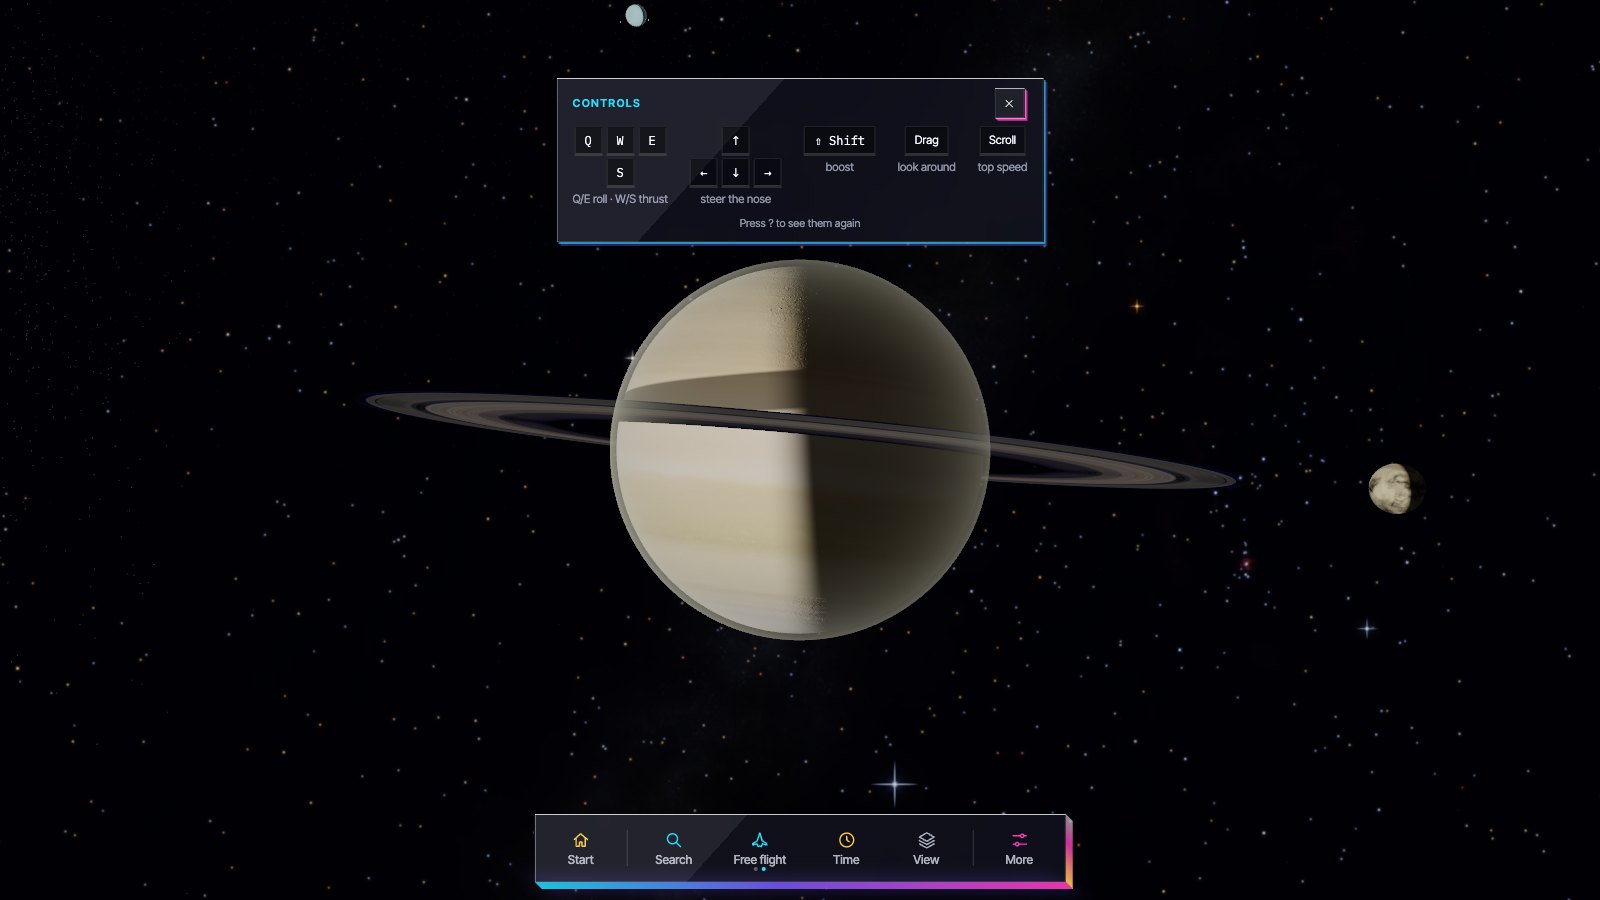 CONTROLS
×
Q W E
S
Q/E roll · W/S thrust
↑
← ↓ →
steer the nose
⇧ Shift
boost
Drag
look around
Scroll
top speed
Press ? to see them again
Start
Search
Free flight
Time
View
More